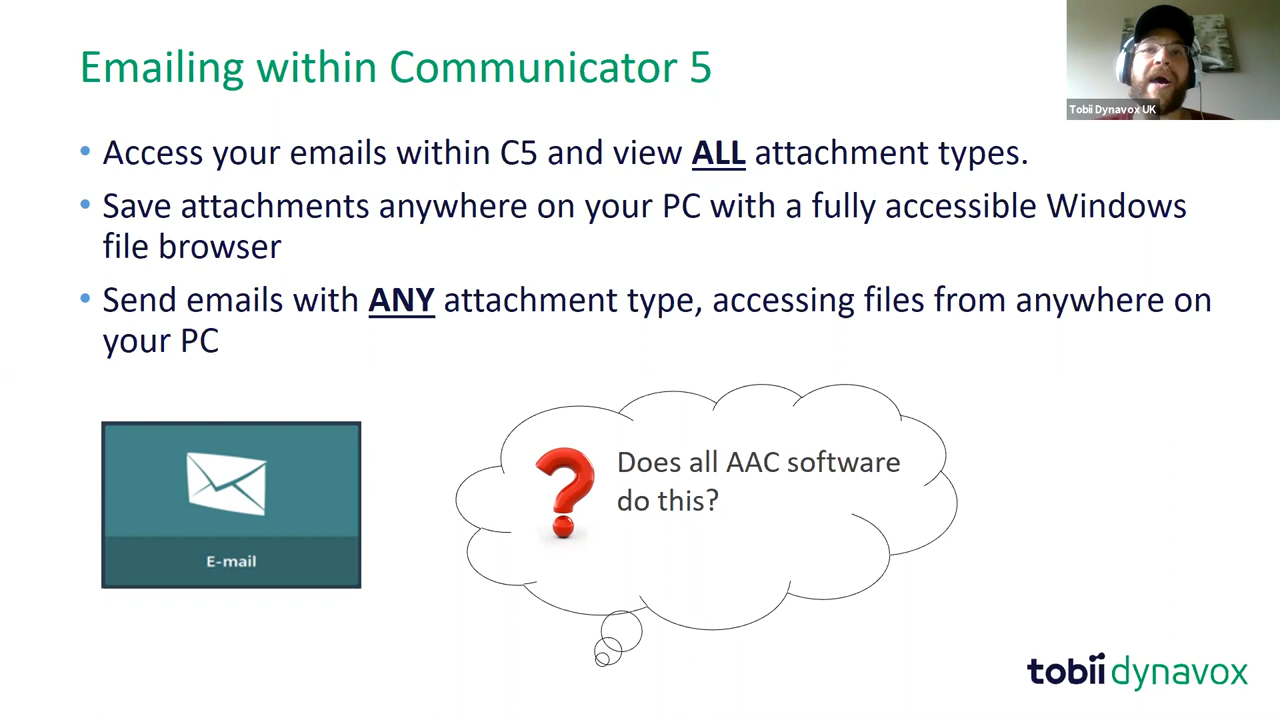 Emailing within Communicator 5
Tobii Dynavox UK
• Access your emails within C5 and view ALL attachment types.
• Save attachments anywhere on your PC with a fully accessible Windows
file browser
• Send emails with ANY attachment type, accessing files from anywhere on
your PC
Does all AAC software
do this?
E-mail
tobii dynavox